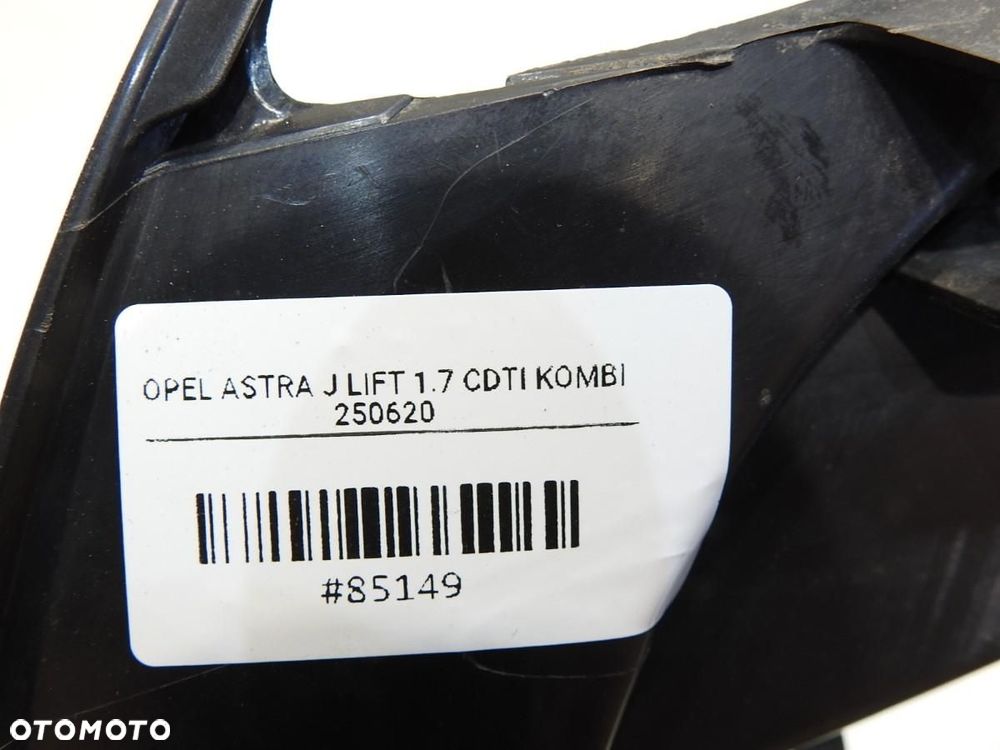 OPEL ASTRA J LIFT 1.7 CDTI KOMBI
250620
#85149
OTOMOTO